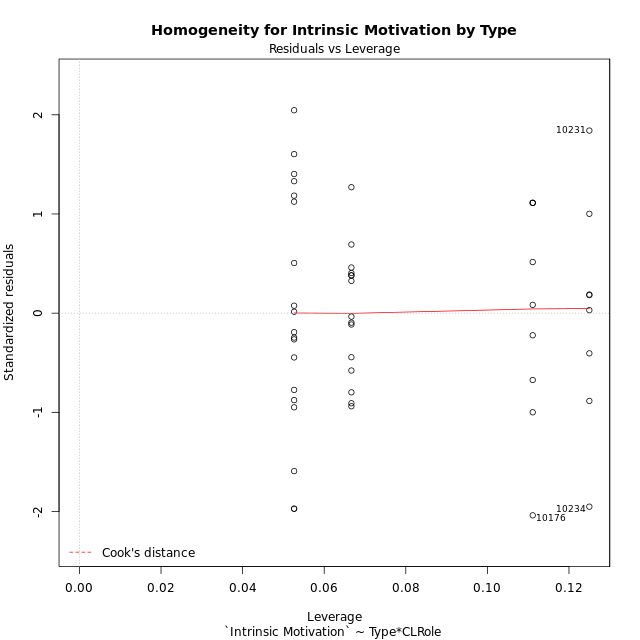 Homogeneity for Intrinsic Motivation by Type
Residuals vs Leverage
2
1
0
-1
-2
Standardized residuals
10231
10234
10176
Cook's distance
0.00 0.02 0.04 0.06 0.08 0.10 0.12
Leverage
`Intrinsic Motivation` ~ Type*CLRole